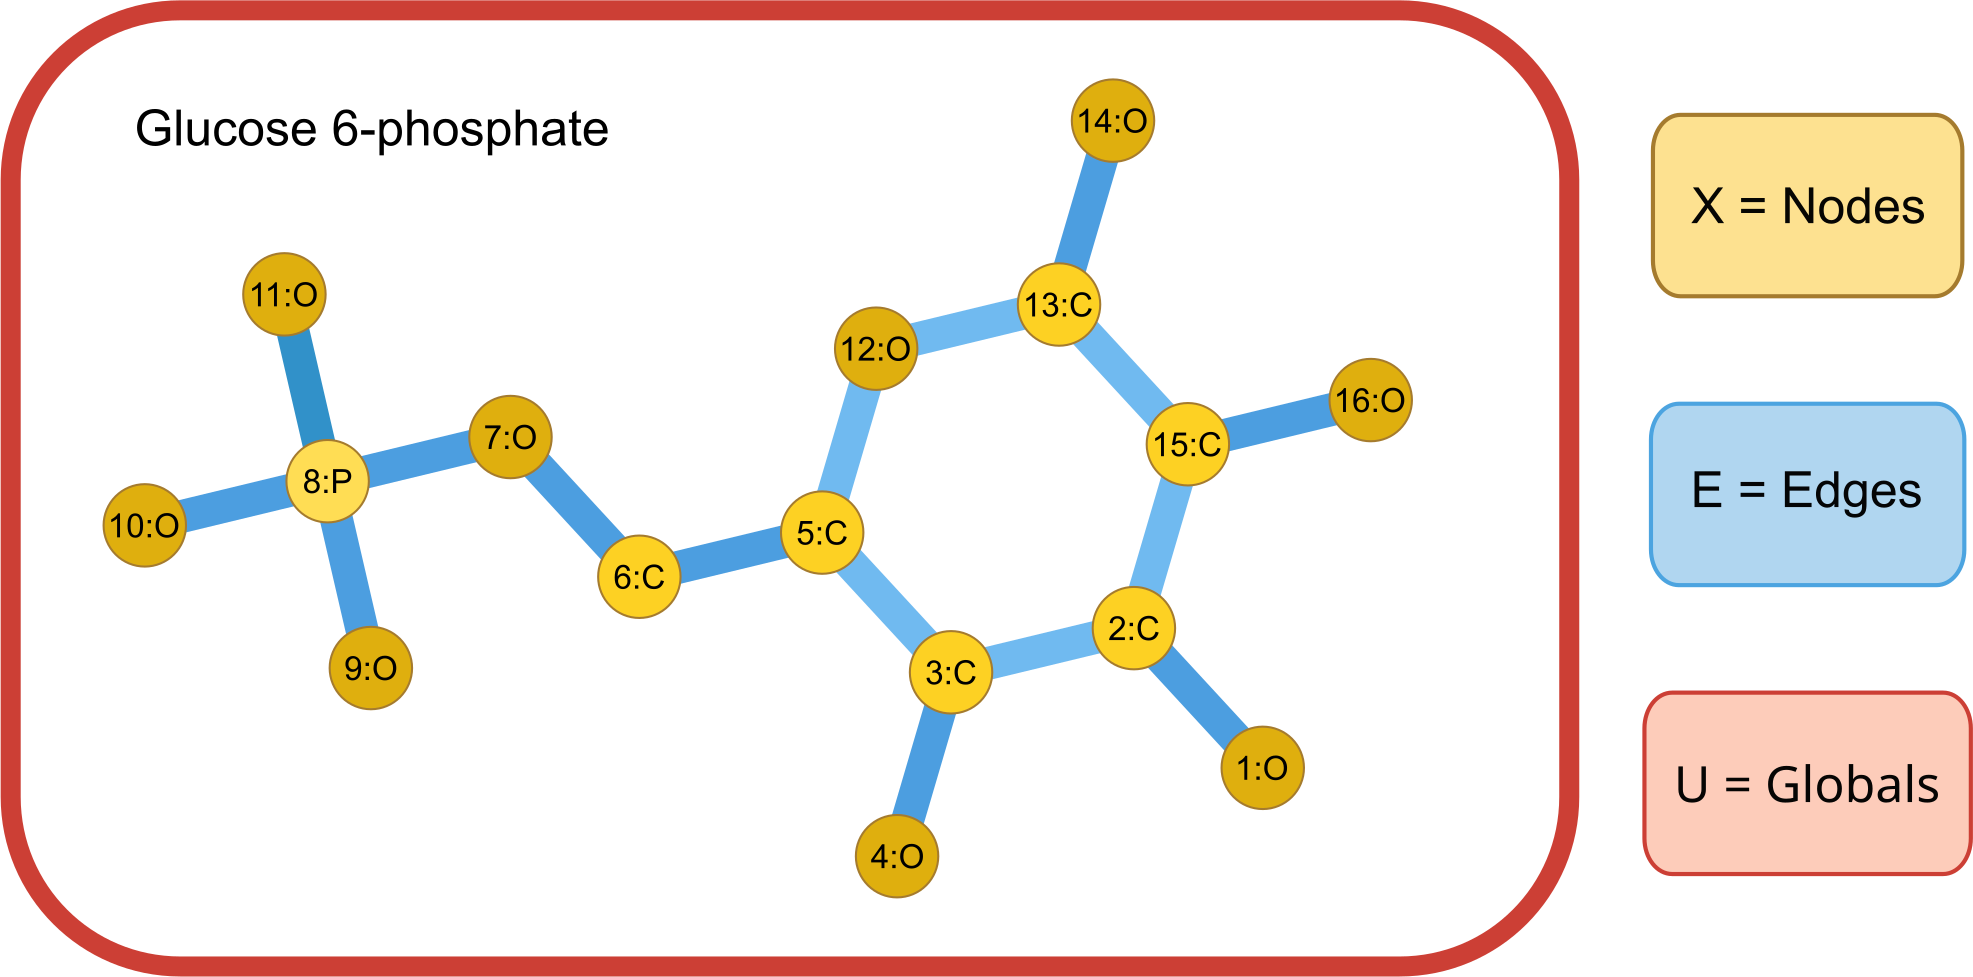 Glucose 6-phosphate
14:O
11:O
13:C
12:O
16:O
7:O
15:C
8:P
10:O
5:C
6:C
2:C
9:O
3:C
1:O
4:O
X = Nodes
E = Edges
U = Globals